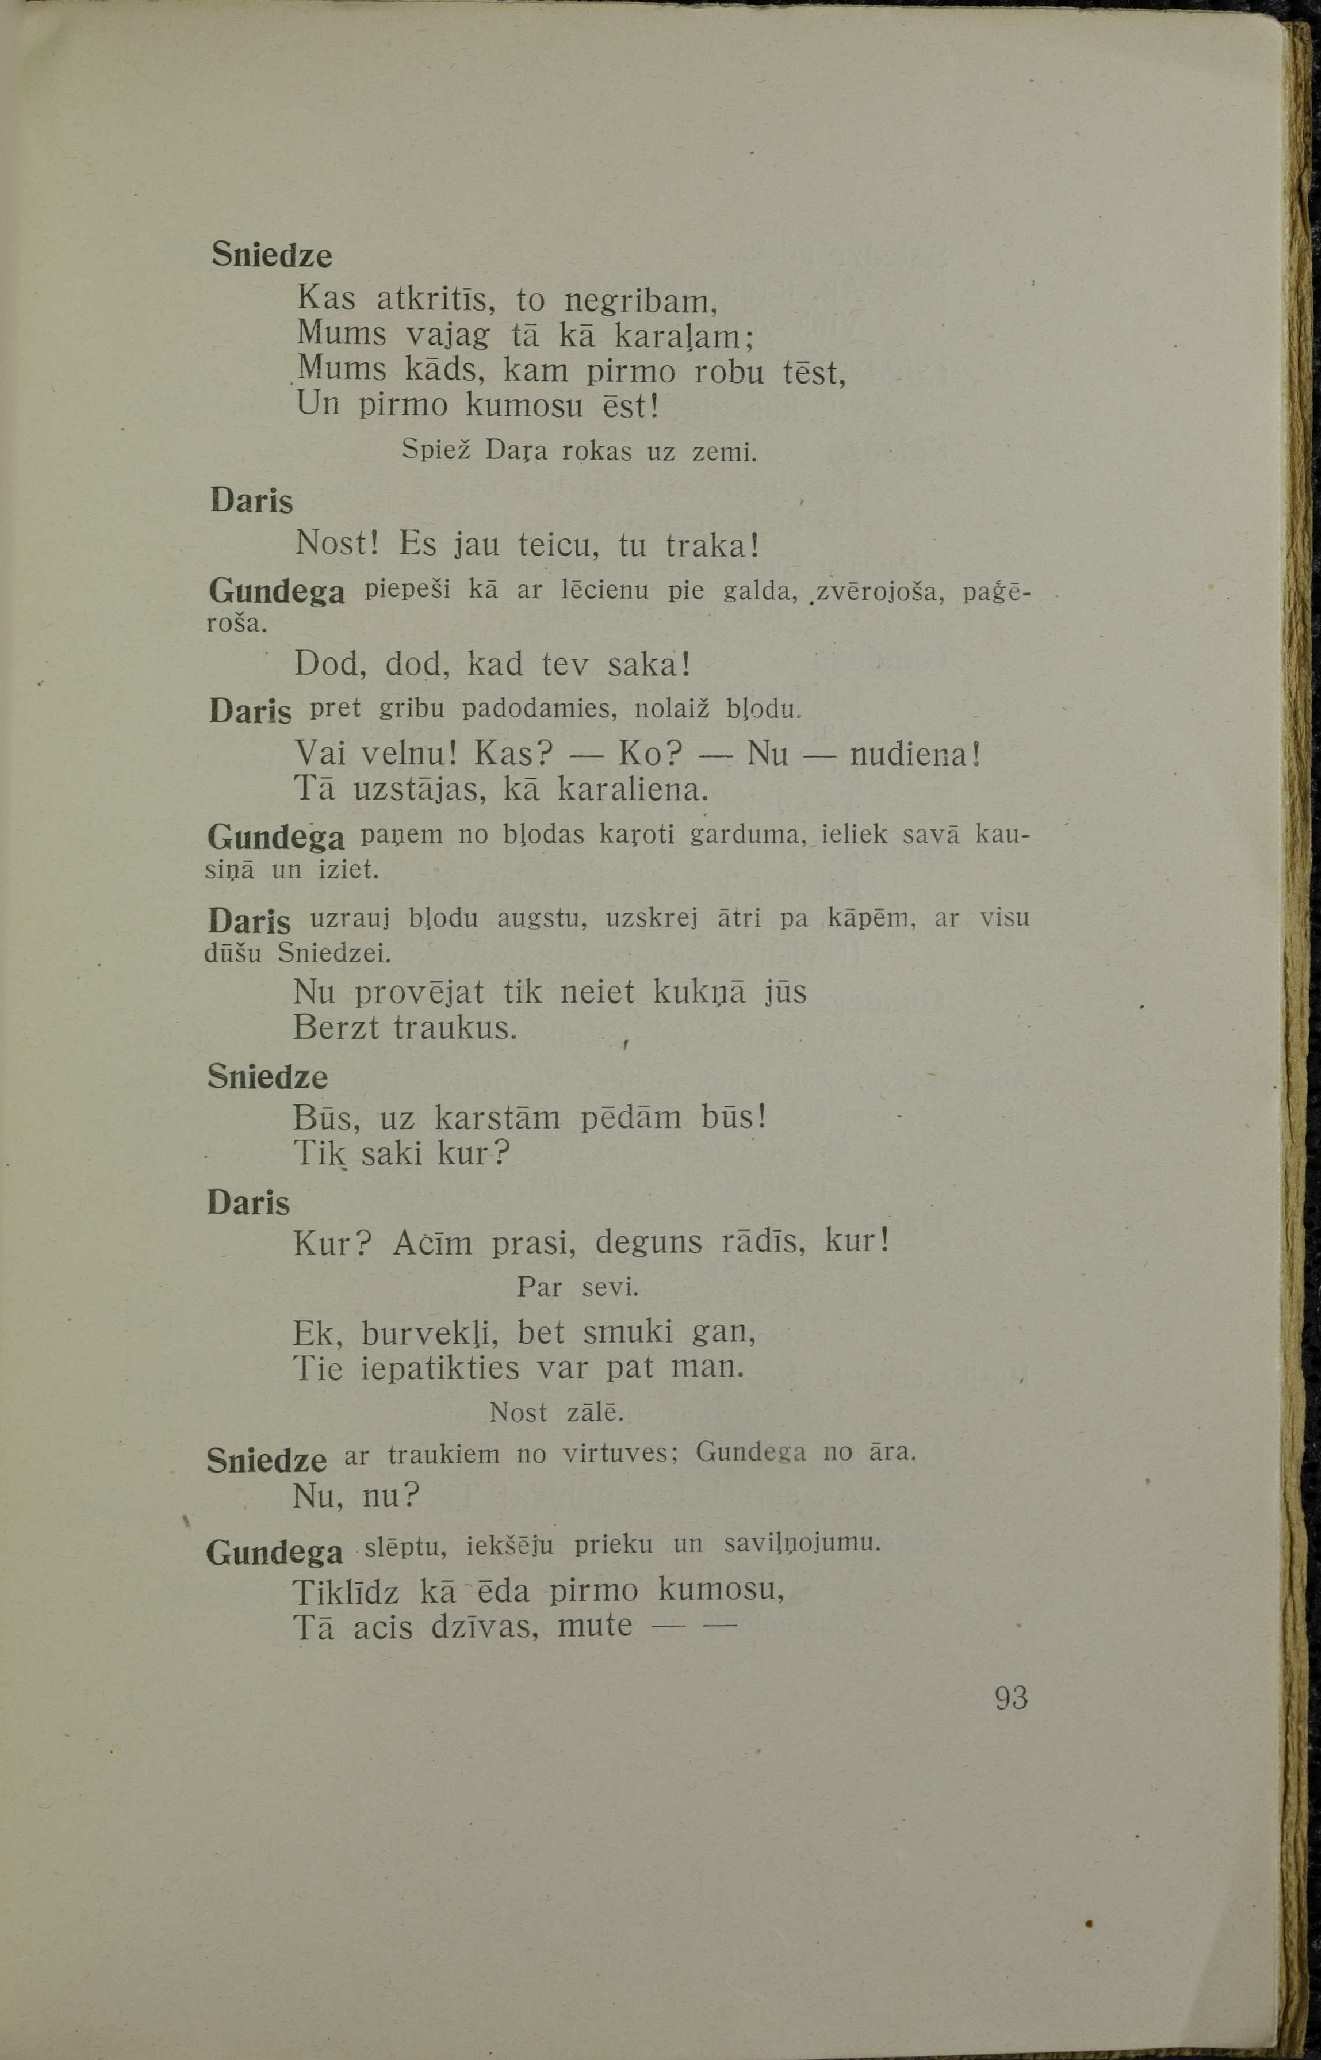 Sniedze
Kas atkritīs, to negribam,
Mums vajag tā kā karaļam;
Mums kāds, kam pirmo robu tēst,
Un pirmo kumosu ēst!
Spiež Daŗa rokas uz zemi.
Daris
Nost! Es jau teicu, tu traka!
Gundega piepeši kā ar lēcienu pie galda, zvērojoša, paģē-
roša.
Dod, dod, kad tev saka!
Daris pret gribu padodamies, nolaiž bļodu.
Vai velnu! Kas? — Ko? — Nu — nudiena!
Tā uzstājas, kā karaliena.
Gundega paņem no bļodas kaŗoti garduma, ieliek savā kau-
siņā un iziet.
Daris uzrauj bļodu augstu, uzskrej ātri pa kāpēm, ar visu
dūšu Sniedzei.
Nu provējat tik neiet kukņā jūs
Berzt traukus.
Sniedze
Būs, uz karstām pēdām būs!
Tik saki kur?
Daris
Kur? Acīm prasi, deguns rādīs, kur!
Par sevi.
Ek, burvekļi, bet smuki gan,
Tie iepatikties var pat man.
Nost zālē.
Sniedze ar traukiem no virtuves; Gundega no āra.
Nu, nu?
Gundega slēptu, iekšēju prieku un saviļņojumu.
Tiklīdz kā ēda pirmo kumosu,
Tā acis dzīvas, mute — —
93